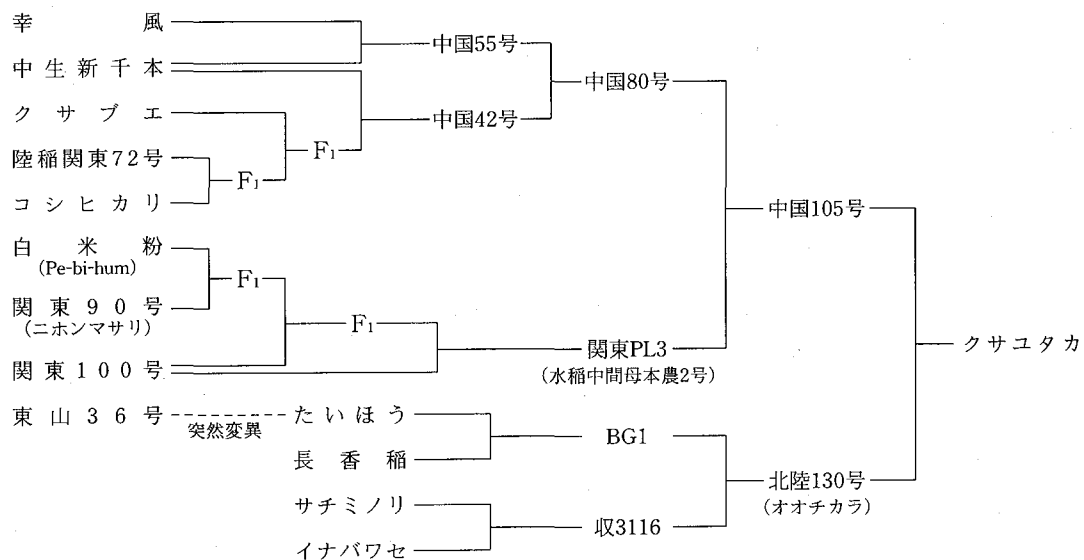 幸風
中国55号
中生新千本
中国80号
クサブエ
中国42号
F1
陸稲関東72号
F1
コシヒカリ
中国105号
白米粉
(Pe-bi-hum)
F1
関東90号
(ニホンマサリ)
F1
クサユタカ
関東PL3
(水稲中間母本農2号)
関東100号
東山36号
突然変異
たいほう
BG1
長香稲
北陸130号
(オオチカラ)
サチミノリ
収3116
イナバワセ